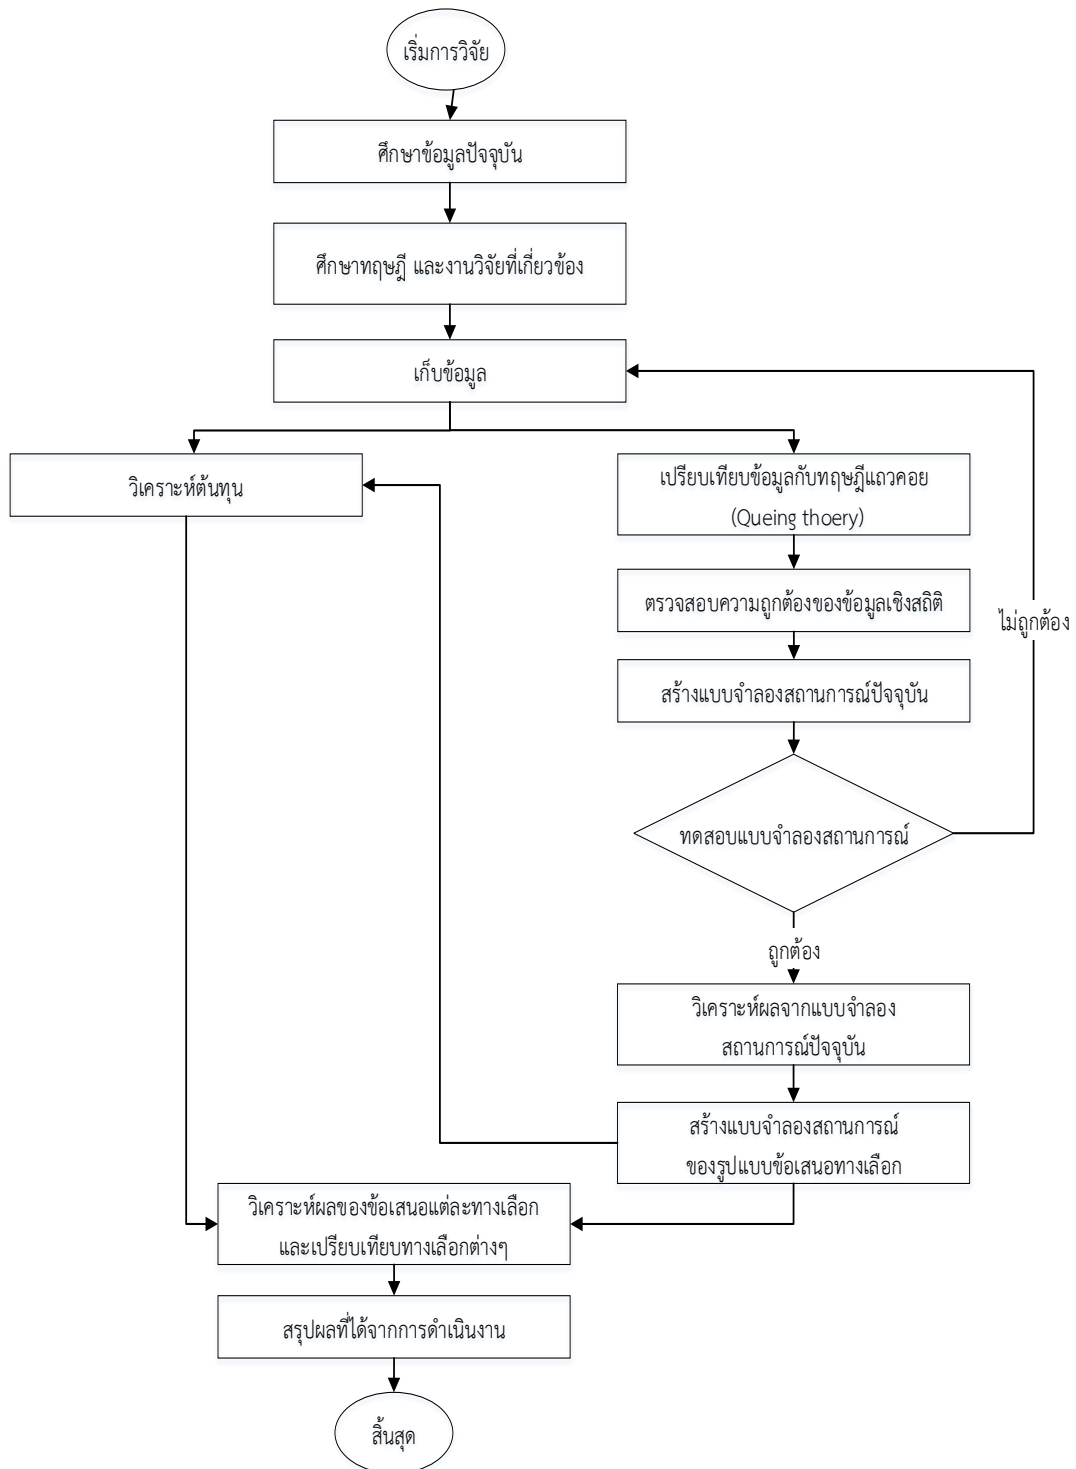 เริ่มการวิจัย
ศึกษาข้อมูลปัจจุบัน
ศึกษาทฤษฎี และงานวิจัยที่เกี่ยวข้อง
เก็บข้อมูล
วิเคราะห์ต้นทุน
เปรียบเทียบข้อมูลกับทฤษฎีแถวคอย
(Queing thoery)
ตรวจสอบความถูกต้องของข้อมูลเชิงสถิติ
ไม่ถูกต้อง
สร้างแบบจำลองสถานการณ์ปัจจุบัน
ทดสอบแบบจำลองสถานการณ์
ถูกต้อง
วิเคราะห์ผลจากแบบจำลอง
สถานการณ์ปัจจุบัน
สร้างแบบจำลองสถานการณ์
ของรูปแบบข้อเสนอทางเลือก
วิเคราะห์ผลของข้อเสนอแต่ละทางเลือก
และเปรียบเทียบทางเลือกต่างๆ
สรุปผลที่ได้จากการดำเนินงาน
สิ้นสุด